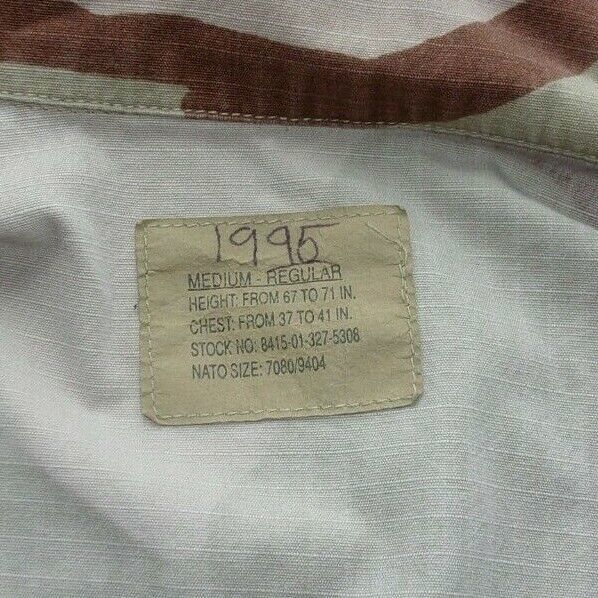 1995
MEDIUM - REGULAR
HEIGHT: FROM 67 TO 71 IN.
CHEST: FROM 37 TO 41 IN.
STOCK NO: 8415-01-327-5308
NATO SIZE: 7080/9404